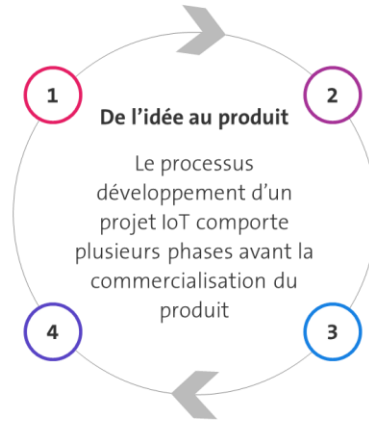 1
2
De l'idée au produit
Le processus
développement d'un
projet IoT comporte
plusieurs phases avant la
commercialisation du
produit
4
3